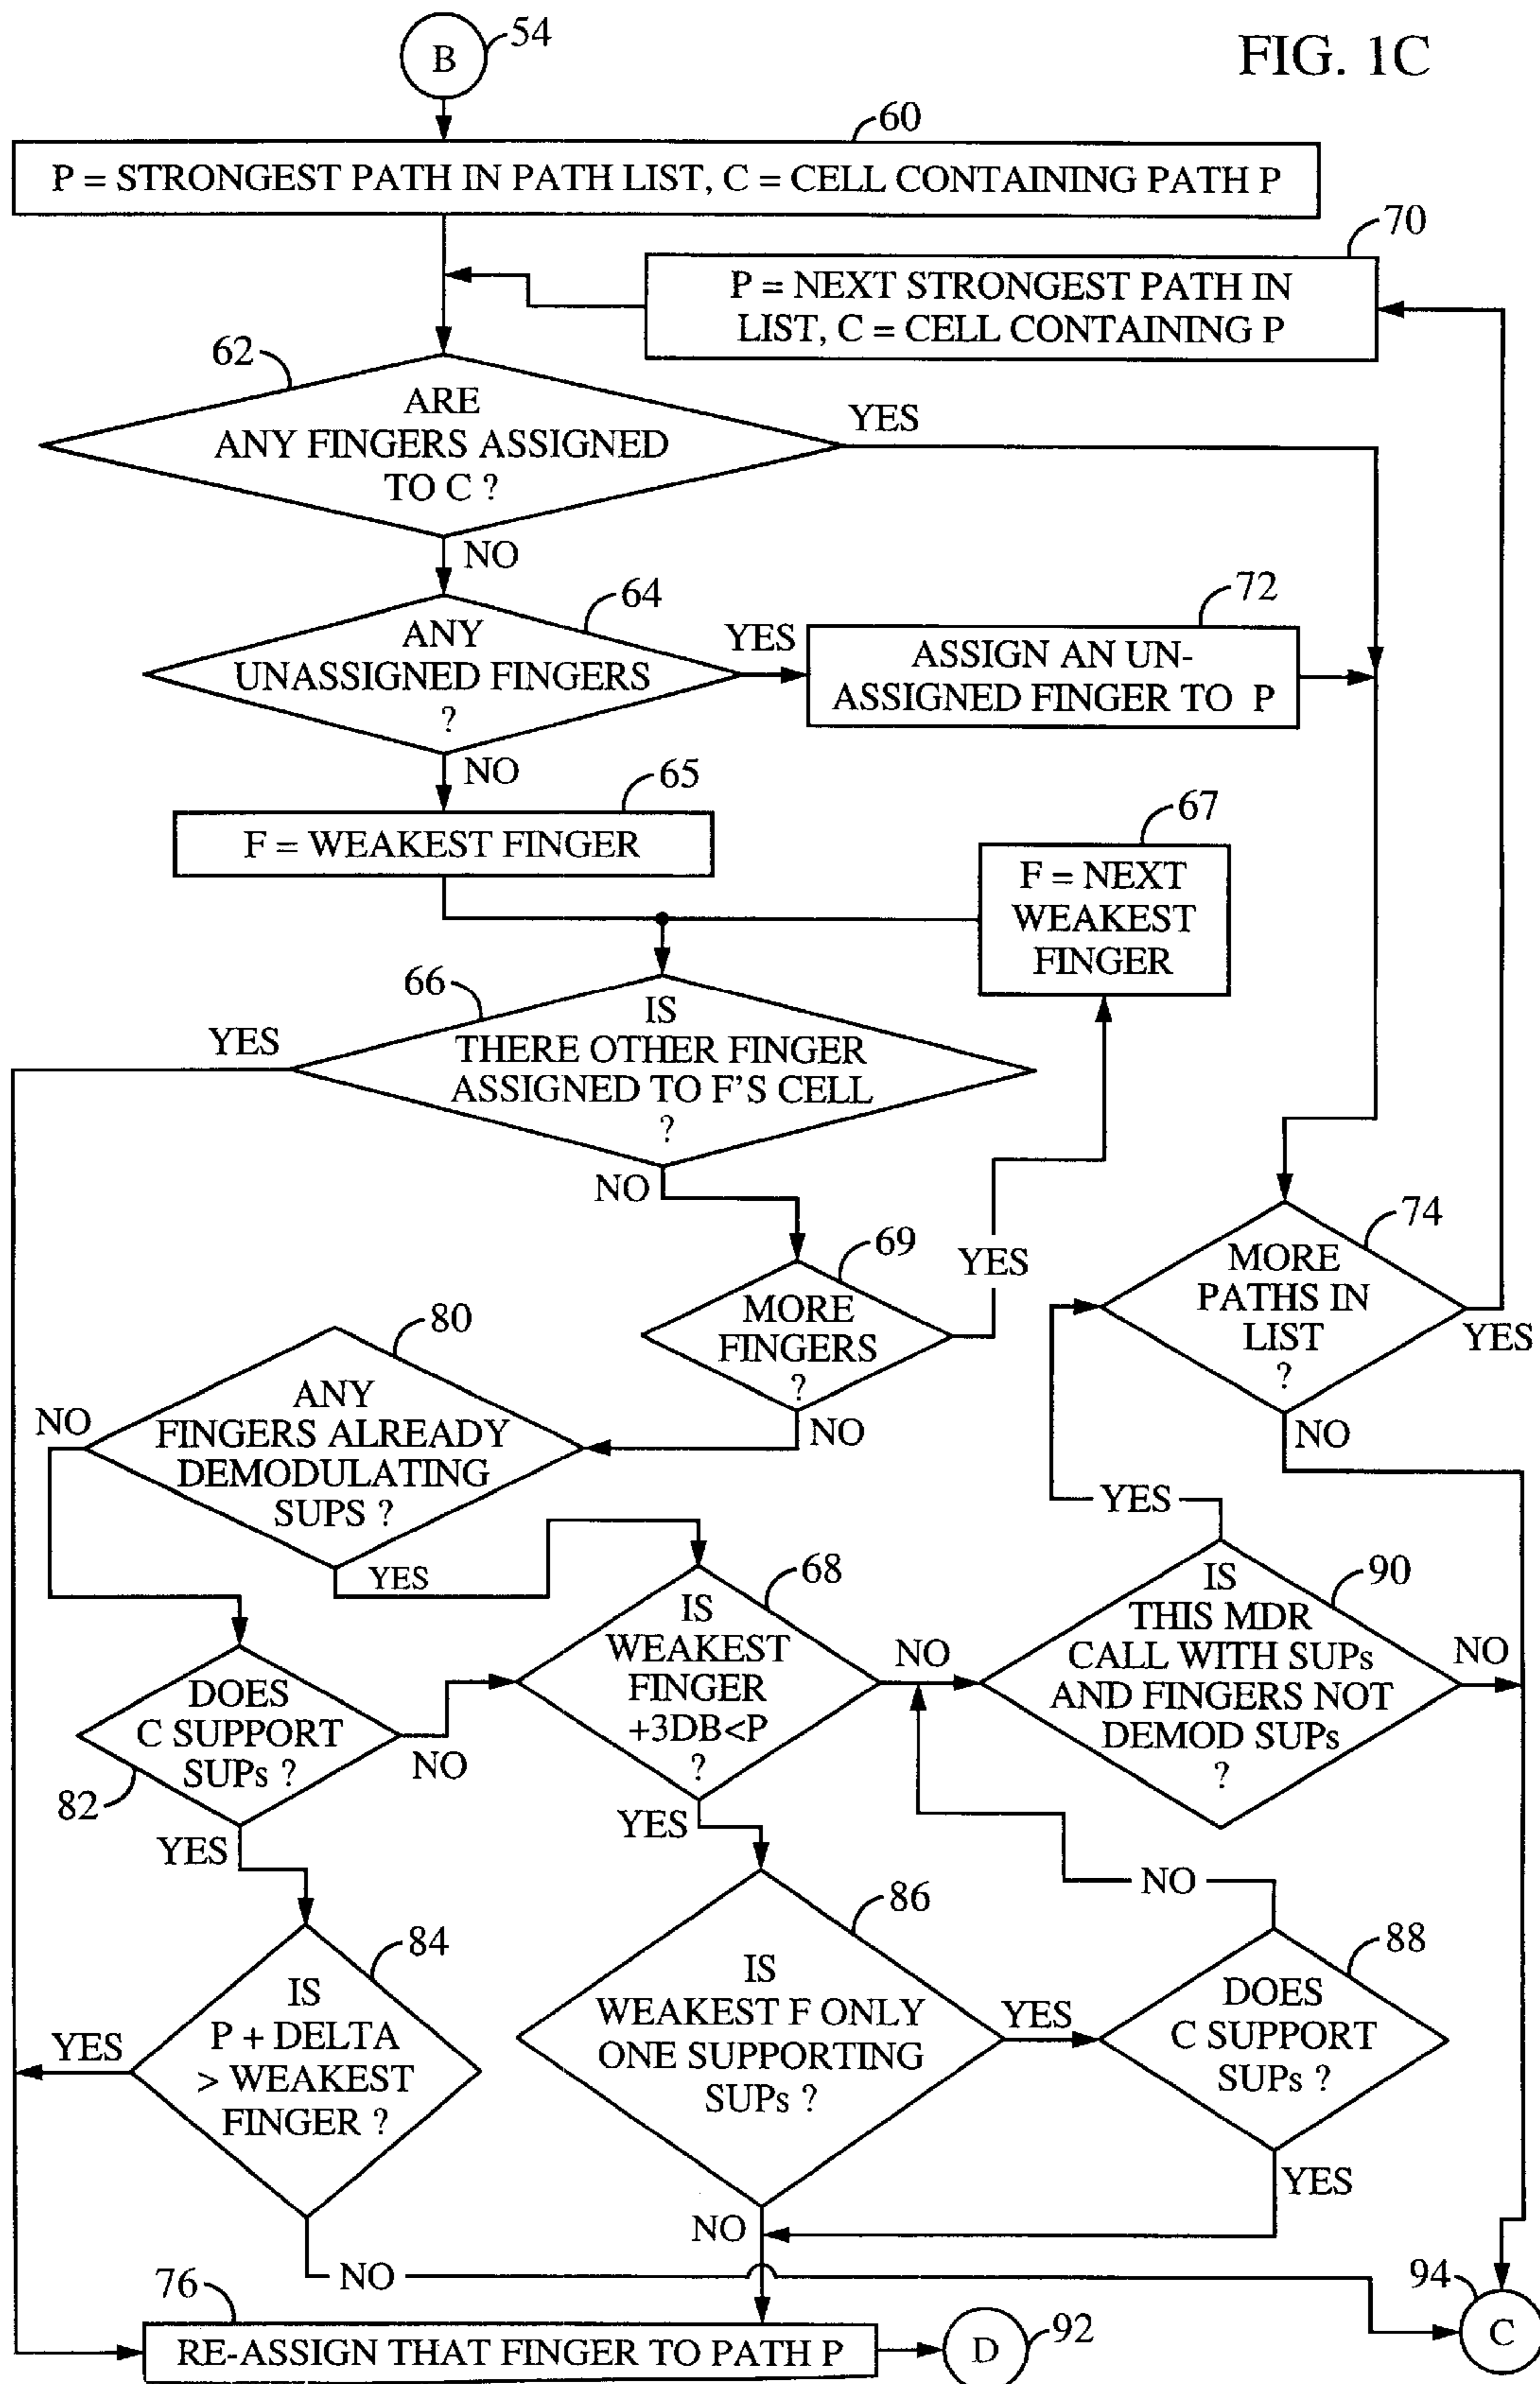 B
54
FIG. 1C
60
P = STRONGEST PATH IN PATH LIST, C = CELL CONTAINING PATH P
70
P = NEXT STRONGEST PATH IN
LIST, C = CELL CONTAINING P
62
ARE
ANY FINGERS ASSIGNED
TO C ?
YES
NO
64
ANY
UNASSIGNED FINGERS
?
YES
72
ASSIGN AN UN-
ASSIGNED FINGER TO P
NO
65
F = WEAKEST FINGER
67
F = NEXT
WEAKEST
FINGER
66
IS
THERE OTHER FINGER
ASSIGNED TO F'S CELL
?
YES
NO
69
MORE
FINGERS
?
YES
NO
74
MORE
PATHS IN
LIST
?
YES
NO
80
ANY
FINGERS ALREADY
DEMODULATING
SUPS ?
NO
YES
68
IS
WEAKEST
FINGER
+3DB<P
?
NO
YES
90
IS
THIS MDR
CALL WITH SUPs
AND FINGERS NOT
DEMOD SUPs
?
YES
NO
DOES
C SUPPORT
SUPs ?
82
NO
YES
84
IS
P + DELTA
> WEAKEST
FINGER ?
YES
NO
86
IS
WEAKEST F ONLY
ONE SUPPORTING
SUPs ?
YES
NO
88
DOES
C SUPPORT
SUPs ?
NO
YES
76
RE-ASSIGN THAT FINGER TO PATH P
D
92
94
C